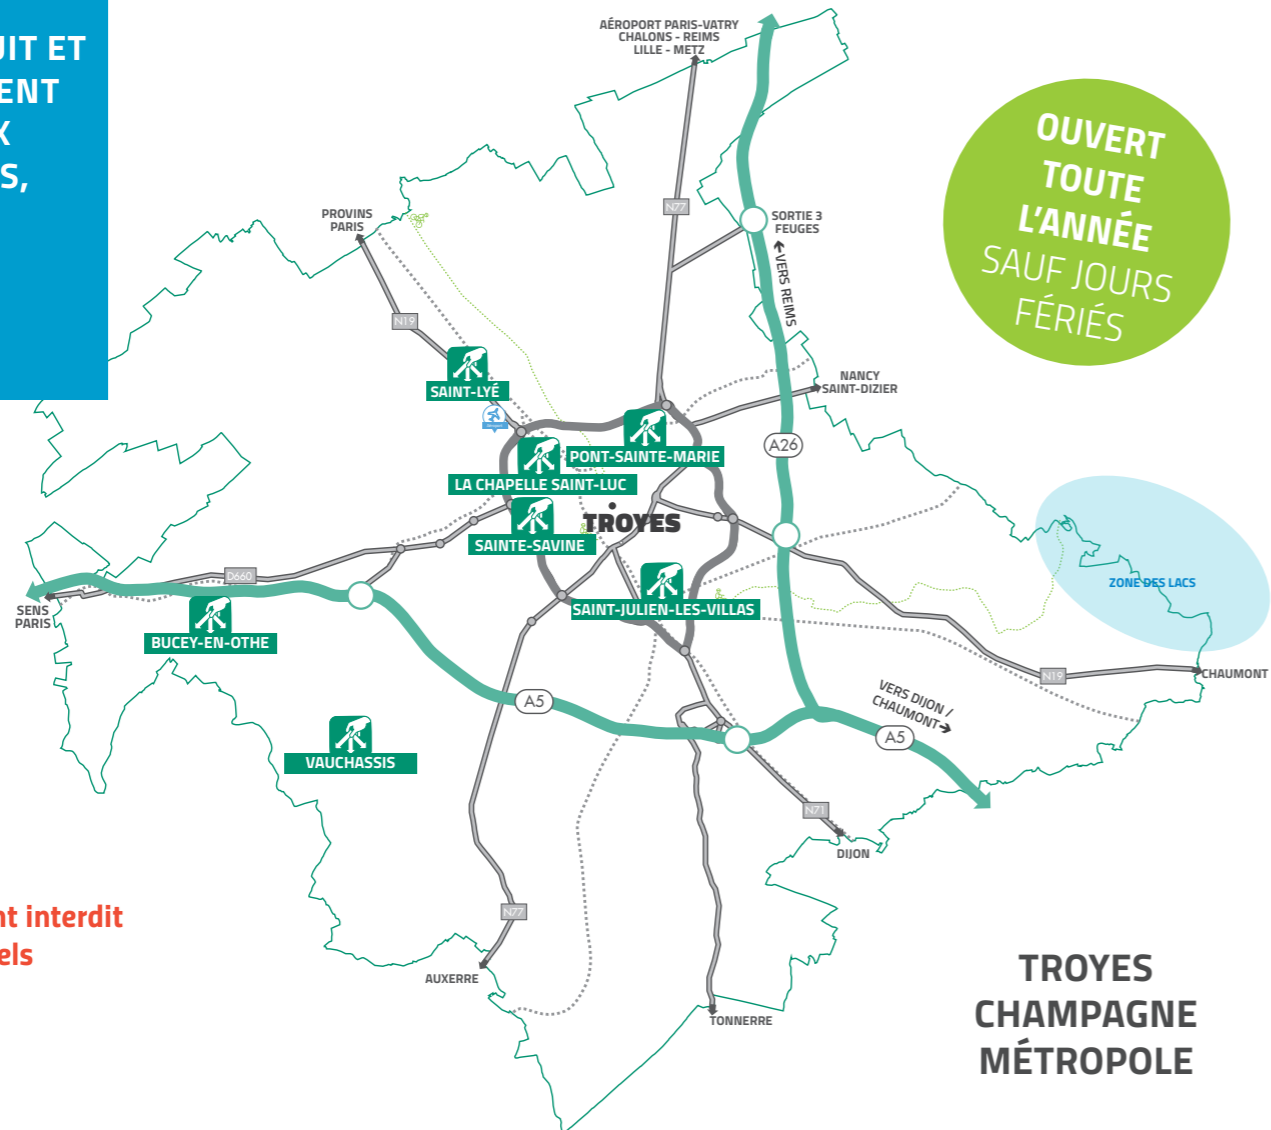 UIT ET
ENT
X
S,
AÉROPORT PARIS-VATRY
CHALONS - REIMS
LILLE - METZ
OUVERT
TOUTE
L'ANNÉE
SAUF JOURS
FÉRIÉS
N77
PROVINS
PARIS
SORTIE 3
FEUGES
←VERS REIMS
N19
SAINT-LYÉ
NANCY
SAINT-DIZIER
A26
PONT-SAINTE-MARIE
LA CHAPELLE SAINT-LUC
TROYES
SAINTE-SAVINE
D660
SENS
PARIS
BUCEY-EN-OTHE
SAINT-JULIEN-LES-VILLAS
ZONE DES LACS
N19
CHAUMONT
A5
VERS DIJON /
CHAUMONT→
A5
VAUCHASSIS
N71
DIJON
N77
AUXERRE
TONNERRE
nt interdit
els
TROYES
CHAMPAGNE
MÉTROPOLE